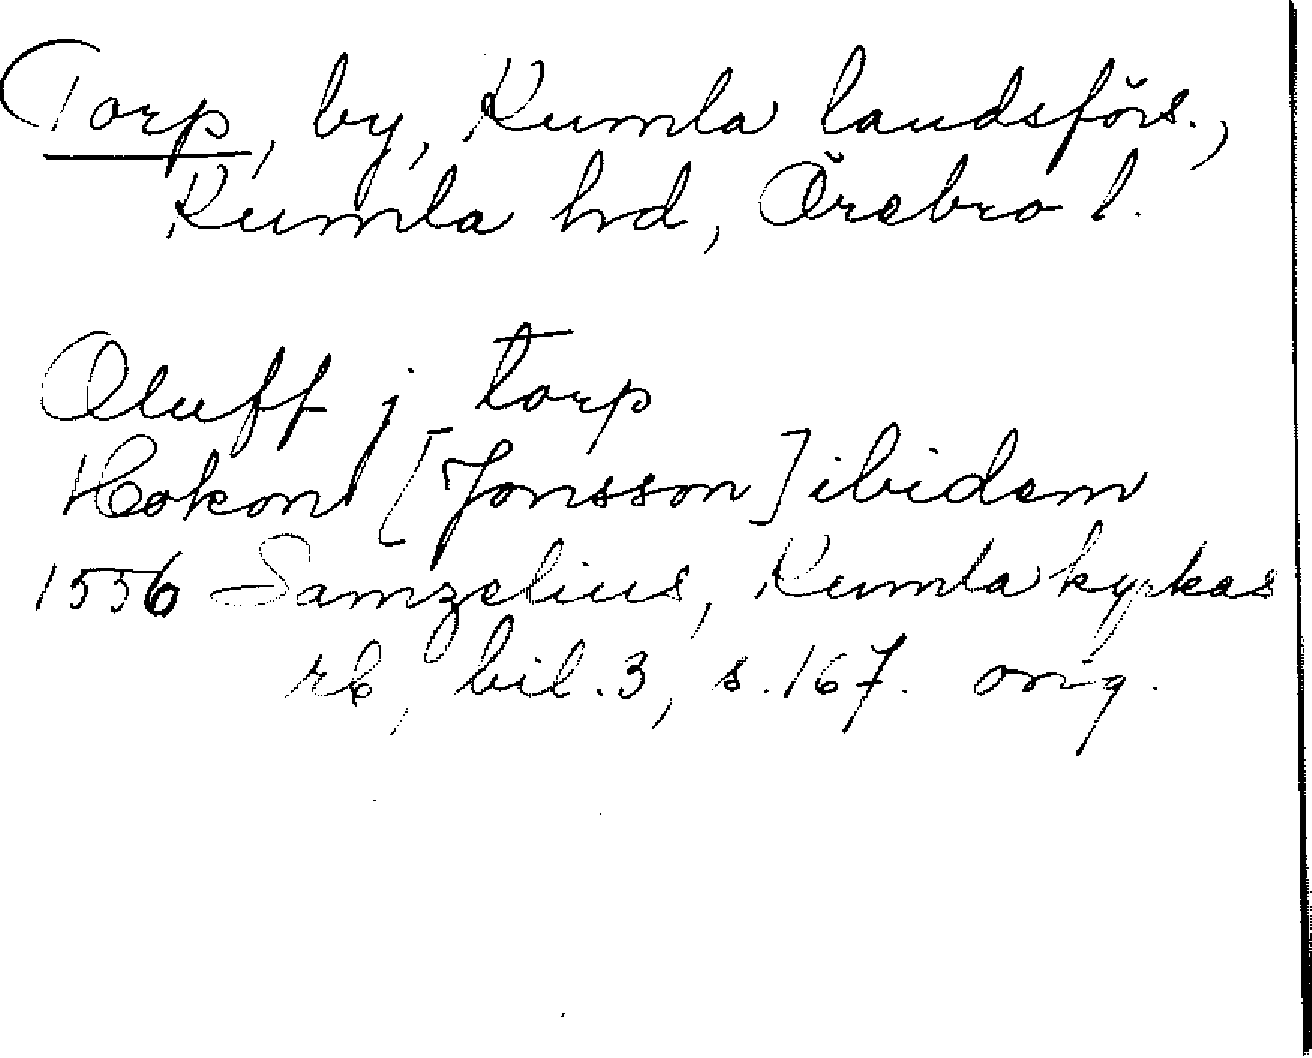 Torp, by, Kumla landsförs.,
Kumla hd, Örebro l.
Oluff j torp
Hokon [Jonsson] ibidem
1556 Samzelius, Kumla kyrkas
rb, bil. 3, s. 167. orig.